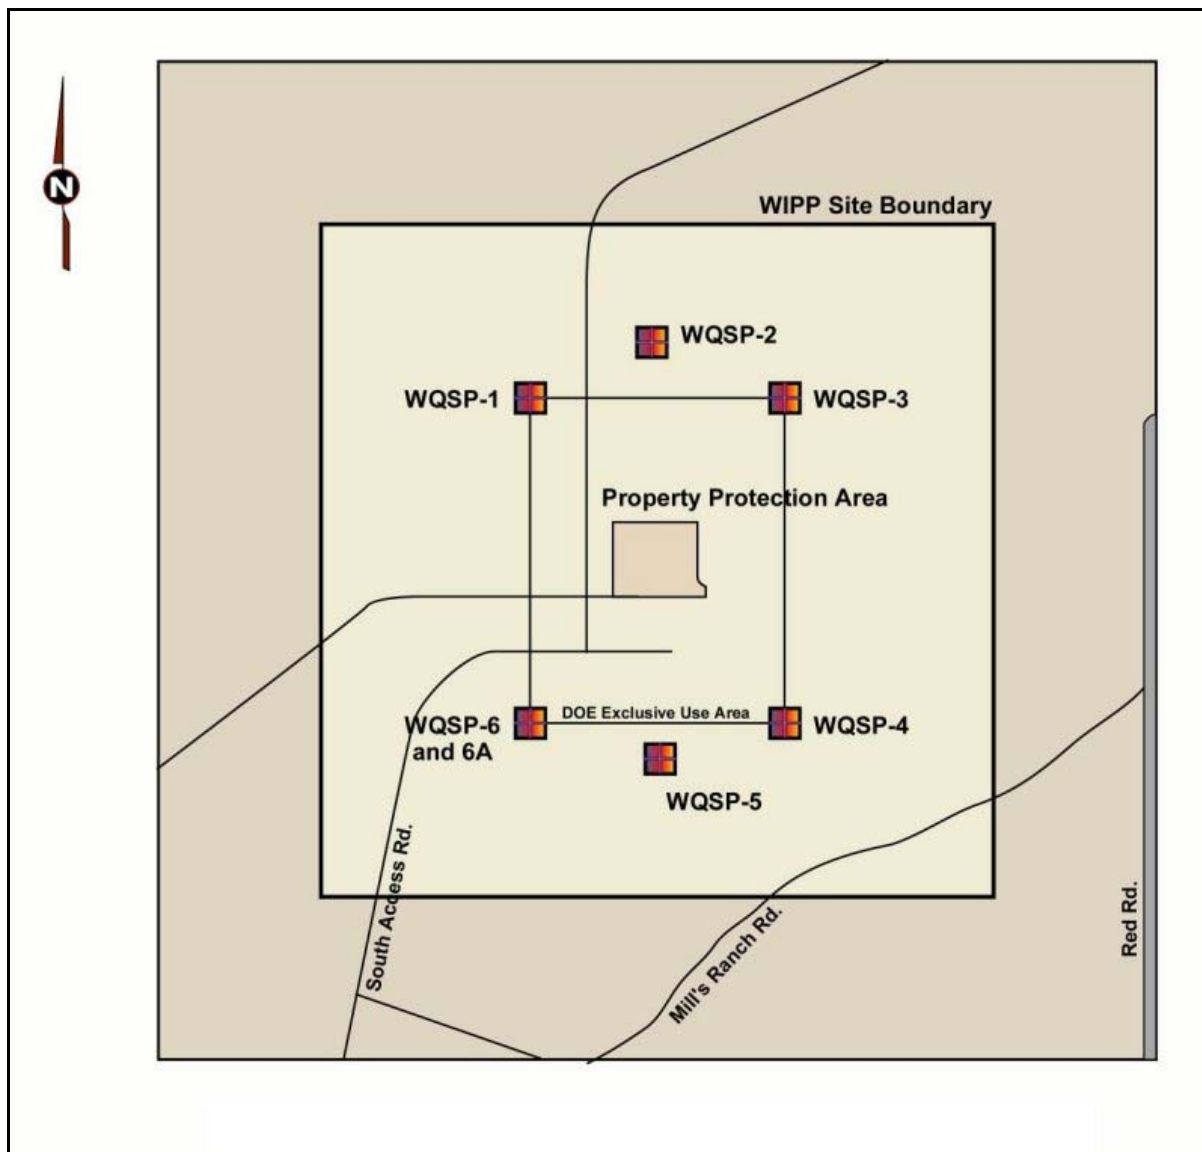 N
WIPP Site Boundary
WQSP-2
WQSP-1
WQSP-3
Property Protection Area
DOE Exclusive Use Area
WQSP-6
and 6A
WQSP-4
WQSP-5
South Access Rd.
Mill's Ranch Rd.
Red Rd.